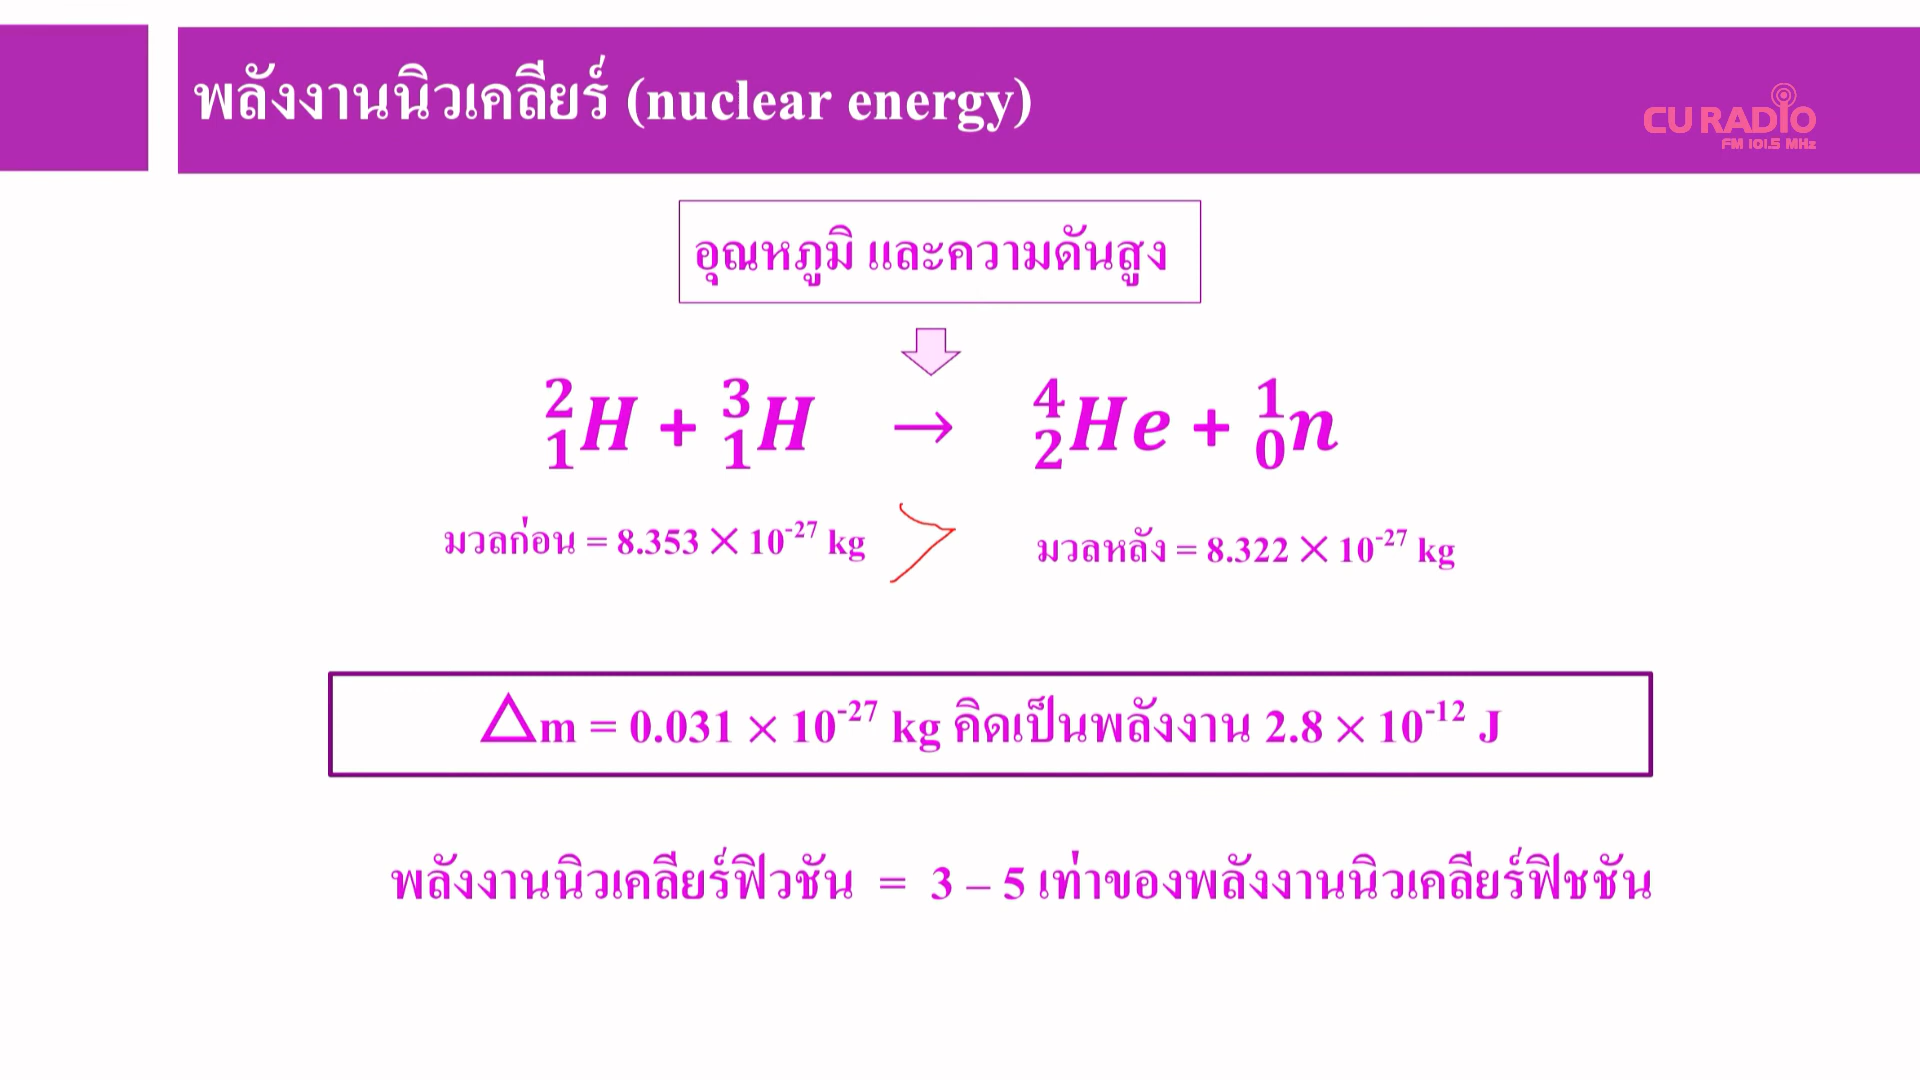 พลังงานนิวเคลียร์ (nuclear energy)
CU RADIO
FM 101.5 MHz
อุณหภูมิ และความดันสูง
²₁H + ³₁H → ⁴₂He + ¹₀n
มวลก่อน = 8.353 × 10⁻²⁷ kg > มวลหลัง = 8.322 × 10⁻²⁷ kg
△m = 0.031 × 10⁻²⁷ kg คิดเป็นพลังงาน 2.8 × 10⁻¹² J
พลังงานนิวเคลียร์ฟิวชัน = 3 – 5 เท่าของพลังงานนิวเคลียร์ฟิชชัน